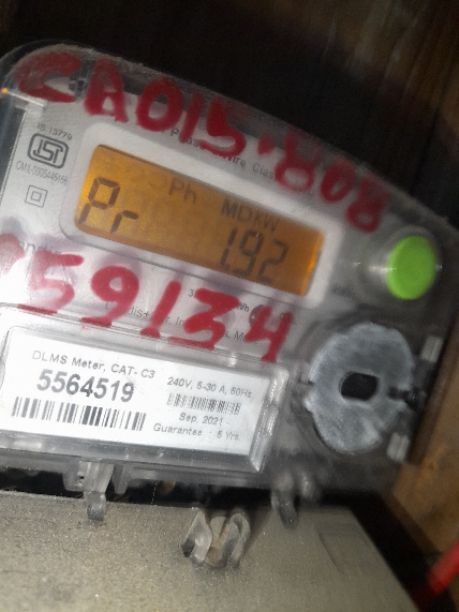 CA015·808
IS 13779
ISI
Ph MDkW
Pr 1.92
559134
DLMS Meter, CAT- C3
5564519
240V, 5-30 A, 50Hz
Sep. 2021
Guarantee : 5 Yrs.